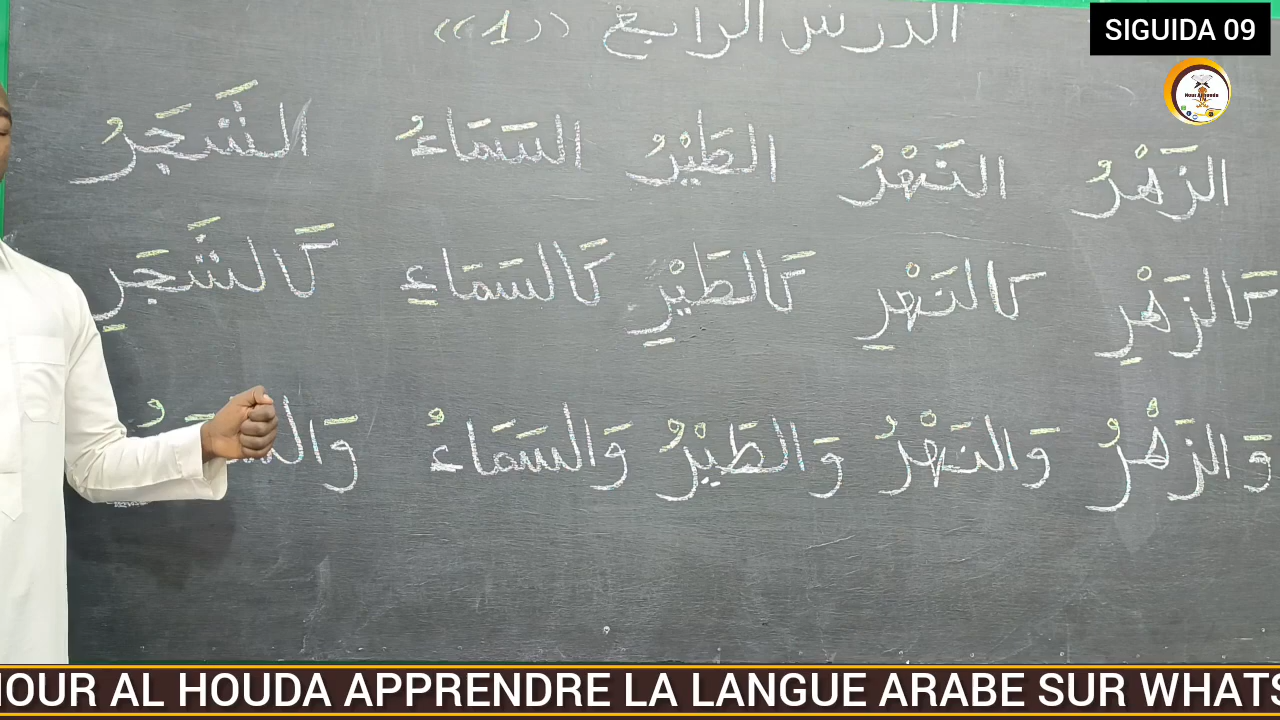 SIGUIDA 09
الدرس الرابع ((1))
الزَهْرُ النَهْرُ الطَيْرُ السَمَاءُ الشَجَرُ
كَالزَهْرِ كَالنَهْرِ كَالطَيْرِ كَالسَمَاءِ كَالشَجَرِ
وَالزَهْرُ وَالنَهْرُ وَالطَيْرُ وَالسَمَاءُ
NOUR AL HOUDA APPRENDRE LA LANGUE ARABE SUR WHATS